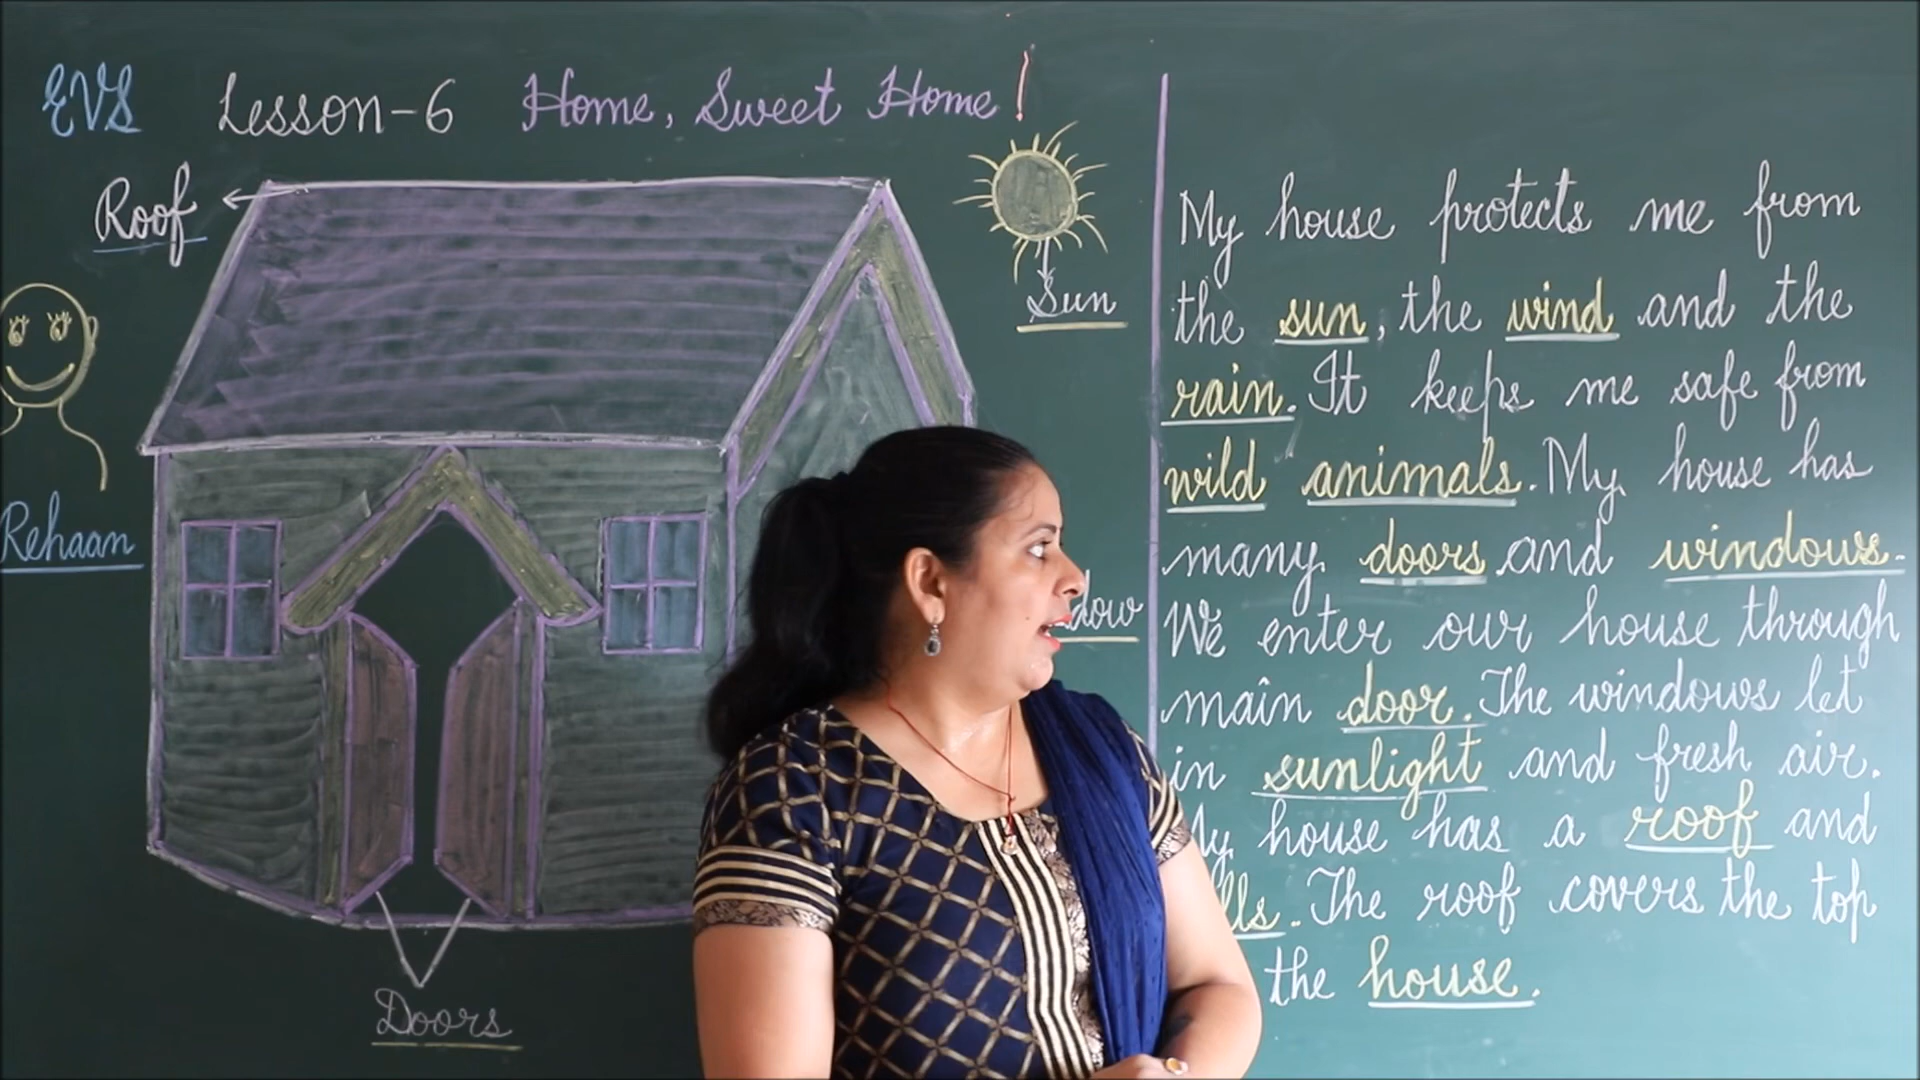 EVS Lesson-6 Home, Sweet Home!
Roof
Sun
Rehaan
Doors
My house protects me from
the sun, the wind and the
rain. It keeps me safe from
wild animals. My house has
many doors and windows.
We enter our house through
main door. The windows let
in sunlight and fresh air.
My house has a roof and
The roof covers the top
the house.